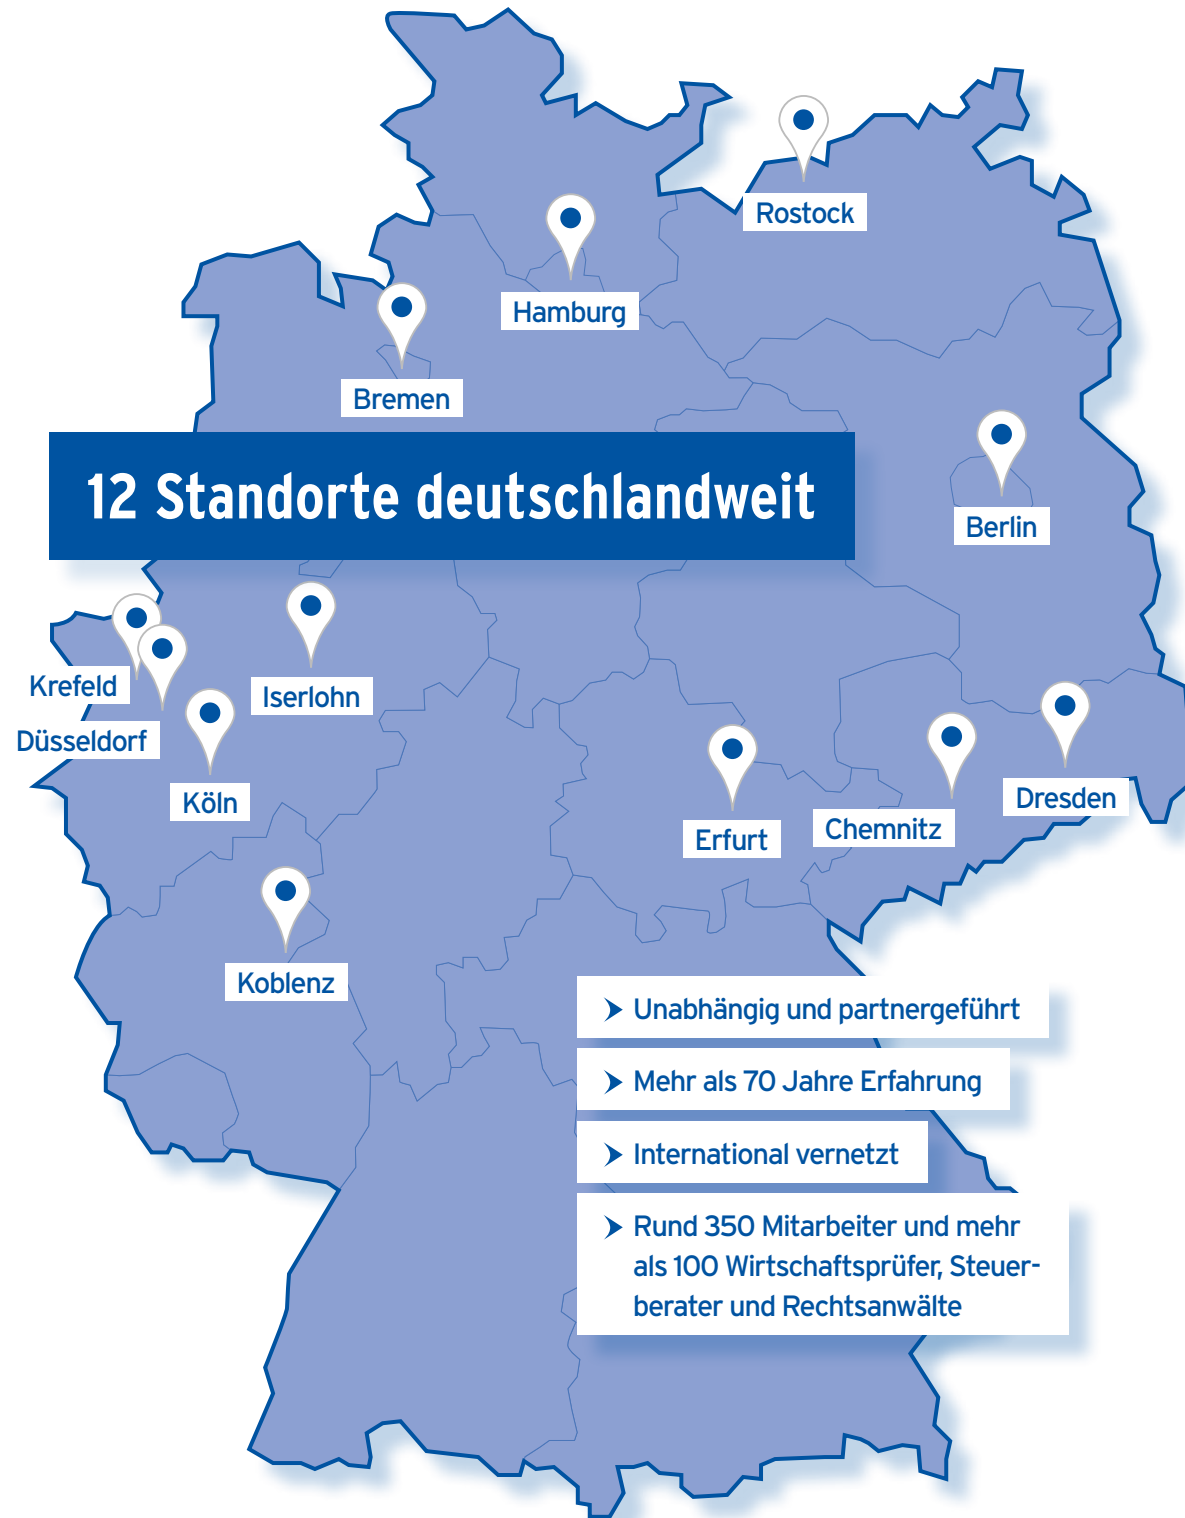 Rostock
Hamburg
Bremen
12 Standorte deutschlandweit
Berlin
Krefeld
Iserlohn
Düsseldorf
Köln
Dresden
Chemnitz
Erfurt
Koblenz
Unabhängig und partnergeführt
Mehr als 70 Jahre Erfahrung
International vernetzt
Rund 350 Mitarbeiter und mehr
als 100 Wirtschaftsprüfer, Steuer-
berater und Rechtsanwälte